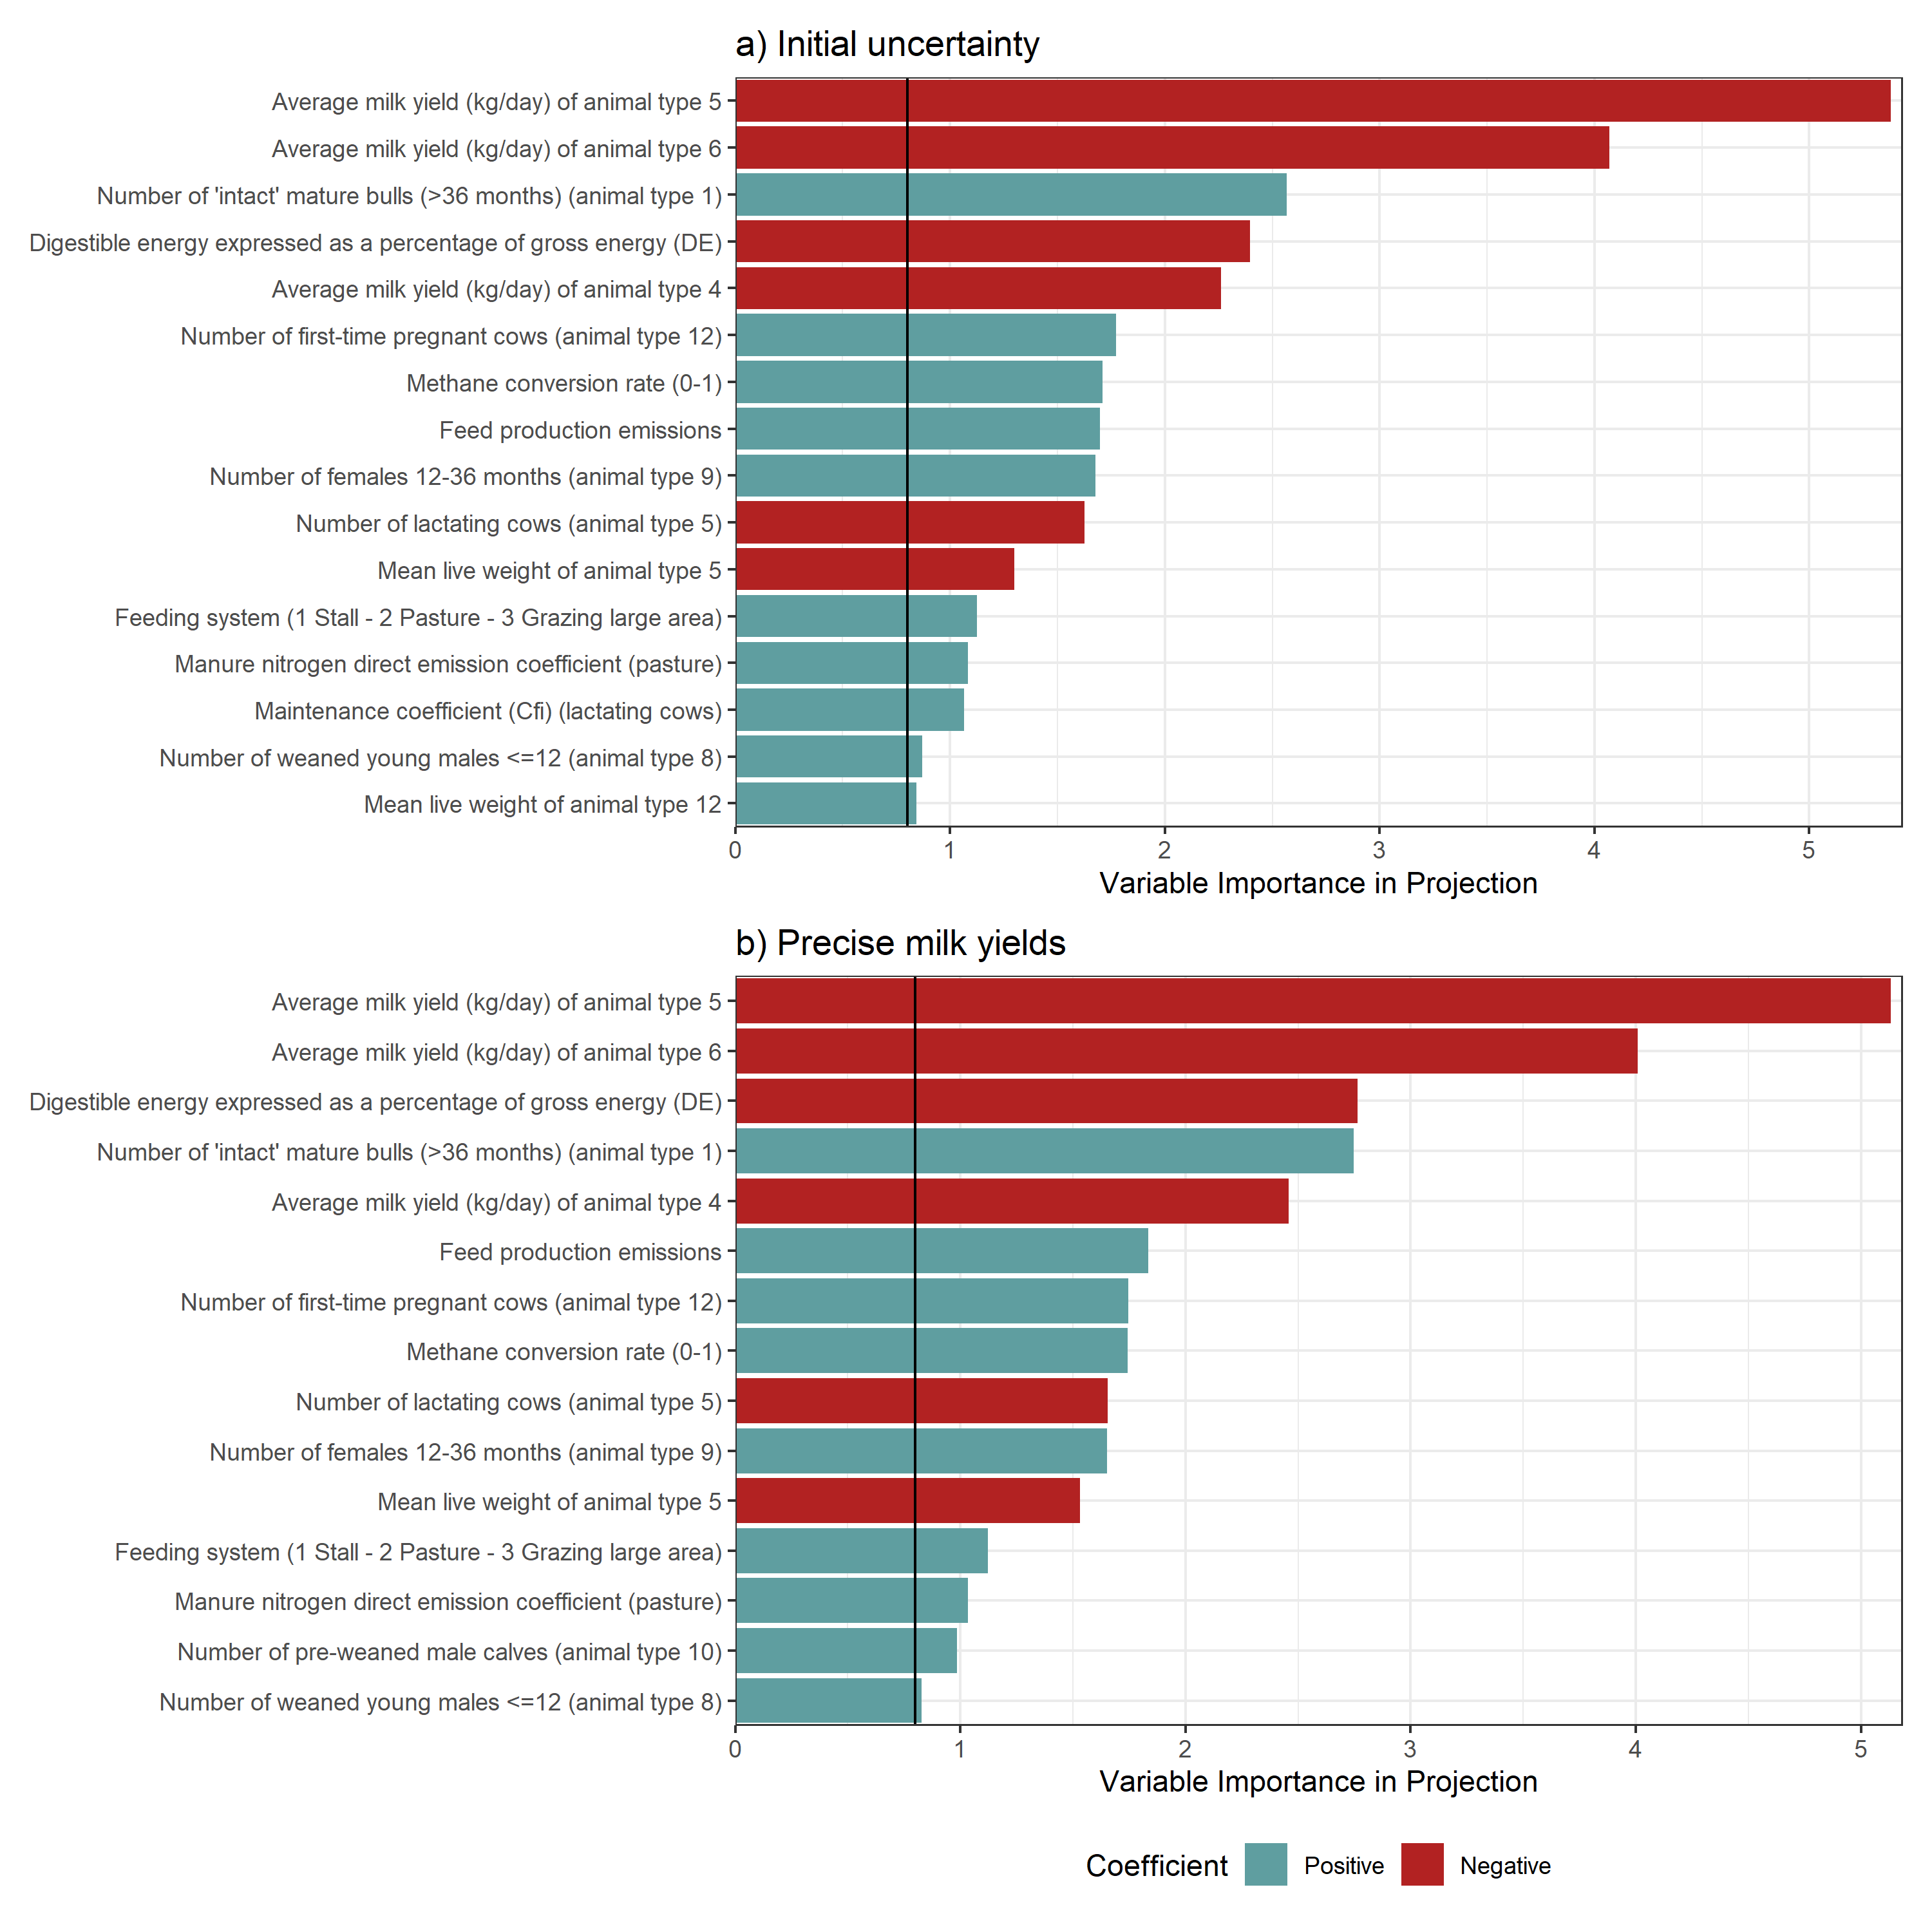 a) Initial uncertainty
Average milk yield (kg/day) of animal type 5
Average milk yield (kg/day) of animal type 6
Number of 'intact' mature bulls (>36 months) (animal type 1)
Digestible energy expressed as a percentage of gross energy (DE)
Average milk yield (kg/day) of animal type 4
Number of first-time pregnant cows (animal type 12)
Methane conversion rate (0-1)
Feed production emissions
Number of females 12-36 months (animal type 9)
Number of lactating cows (animal type 5)
Mean live weight of animal type 5
Feeding system (1 Stall - 2 Pasture - 3 Grazing large area)
Manure nitrogen direct emission coefficient (pasture)
Maintenance coefficient (Cfi) (lactating cows)
Number of weaned young males <=12 (animal type 8)
Mean live weight of animal type 12
0 1 2 3 4 5
Variable Importance in Projection
b) Precise milk yields
Average milk yield (kg/day) of animal type 5
Average milk yield (kg/day) of animal type 6
Digestible energy expressed as a percentage of gross energy (DE)
Number of 'intact' mature bulls (>36 months) (animal type 1)
Average milk yield (kg/day) of animal type 4
Feed production emissions
Number of first-time pregnant cows (animal type 12)
Methane conversion rate (0-1)
Number of lactating cows (animal type 5)
Number of females 12-36 months (animal type 9)
Mean live weight of animal type 5
Feeding system (1 Stall - 2 Pasture - 3 Grazing large area)
Manure nitrogen direct emission coefficient (pasture)
Number of pre-weaned male calves (animal type 10)
Number of weaned young males <=12 (animal type 8)
0 1 2 3 4 5
Variable Importance in Projection
Coefficient Positive Negative